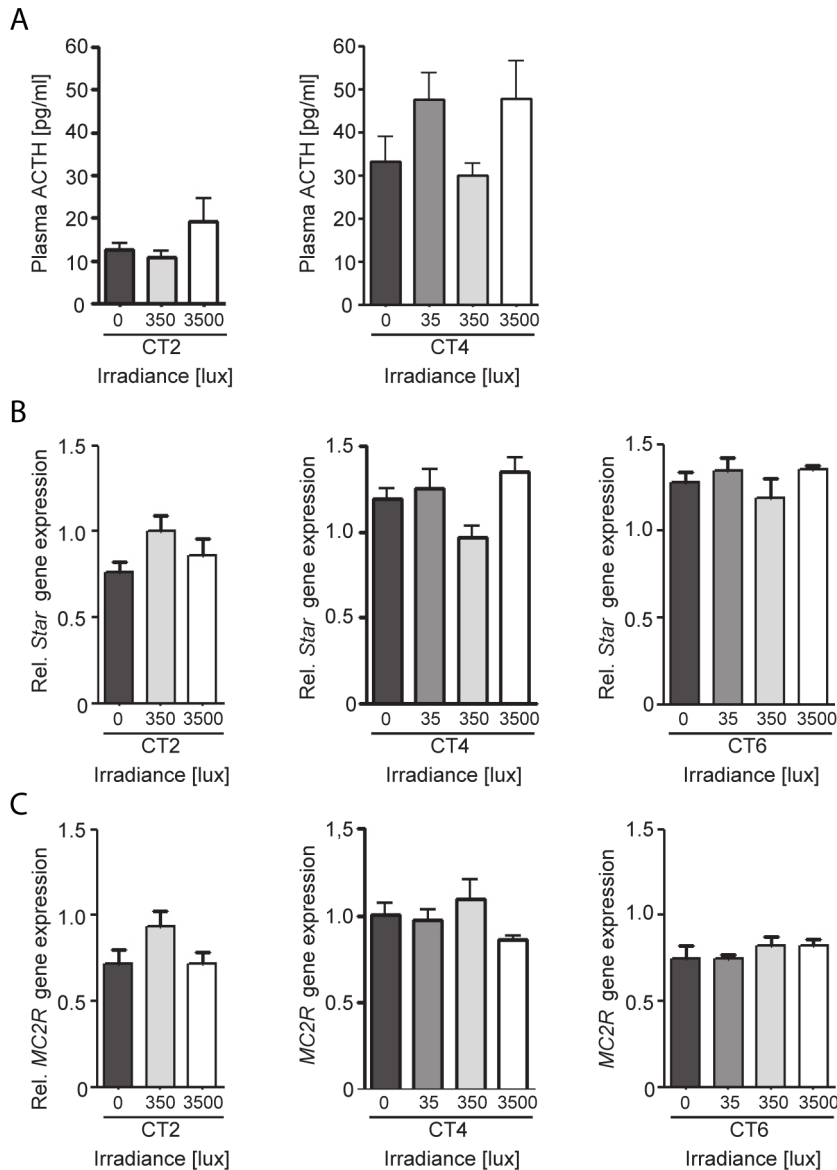 A
Plasma ACTH [pg/ml]
60
50
40
30
20
10
0
0 350 3500
CT2
Irradiance [lux]
Plasma ACTH [pg/ml]
60
50
40
30
20
10
0
0 35 350 3500
CT4
Irradiance [lux]
B
Rel. Star gene expression
1.5
1.0
0.5
0
0 350 3500
CT2
Irradiance [lux]
Rel. Star gene expression
1.5
1.0
0.5
0
0 35 350 3500
CT4
Irradiance [lux]
Rel. Star gene expression
1.5
1.0
0.5
0
0 35 350 3500
CT6
Irradiance [lux]
C
Rel. MC2R gene expression
1.5
1.0
0.5
0
0 350 3500
CT2
Irradiance [lux]
MC2R gene expression
1,5
1.0
0.5
0
0 35 350 3500
CT4
Irradiance [lux]
MC2R gene expression
1.5
1.0
0.5
0
0 35 350 3500
CT6
Irradiance [lux]